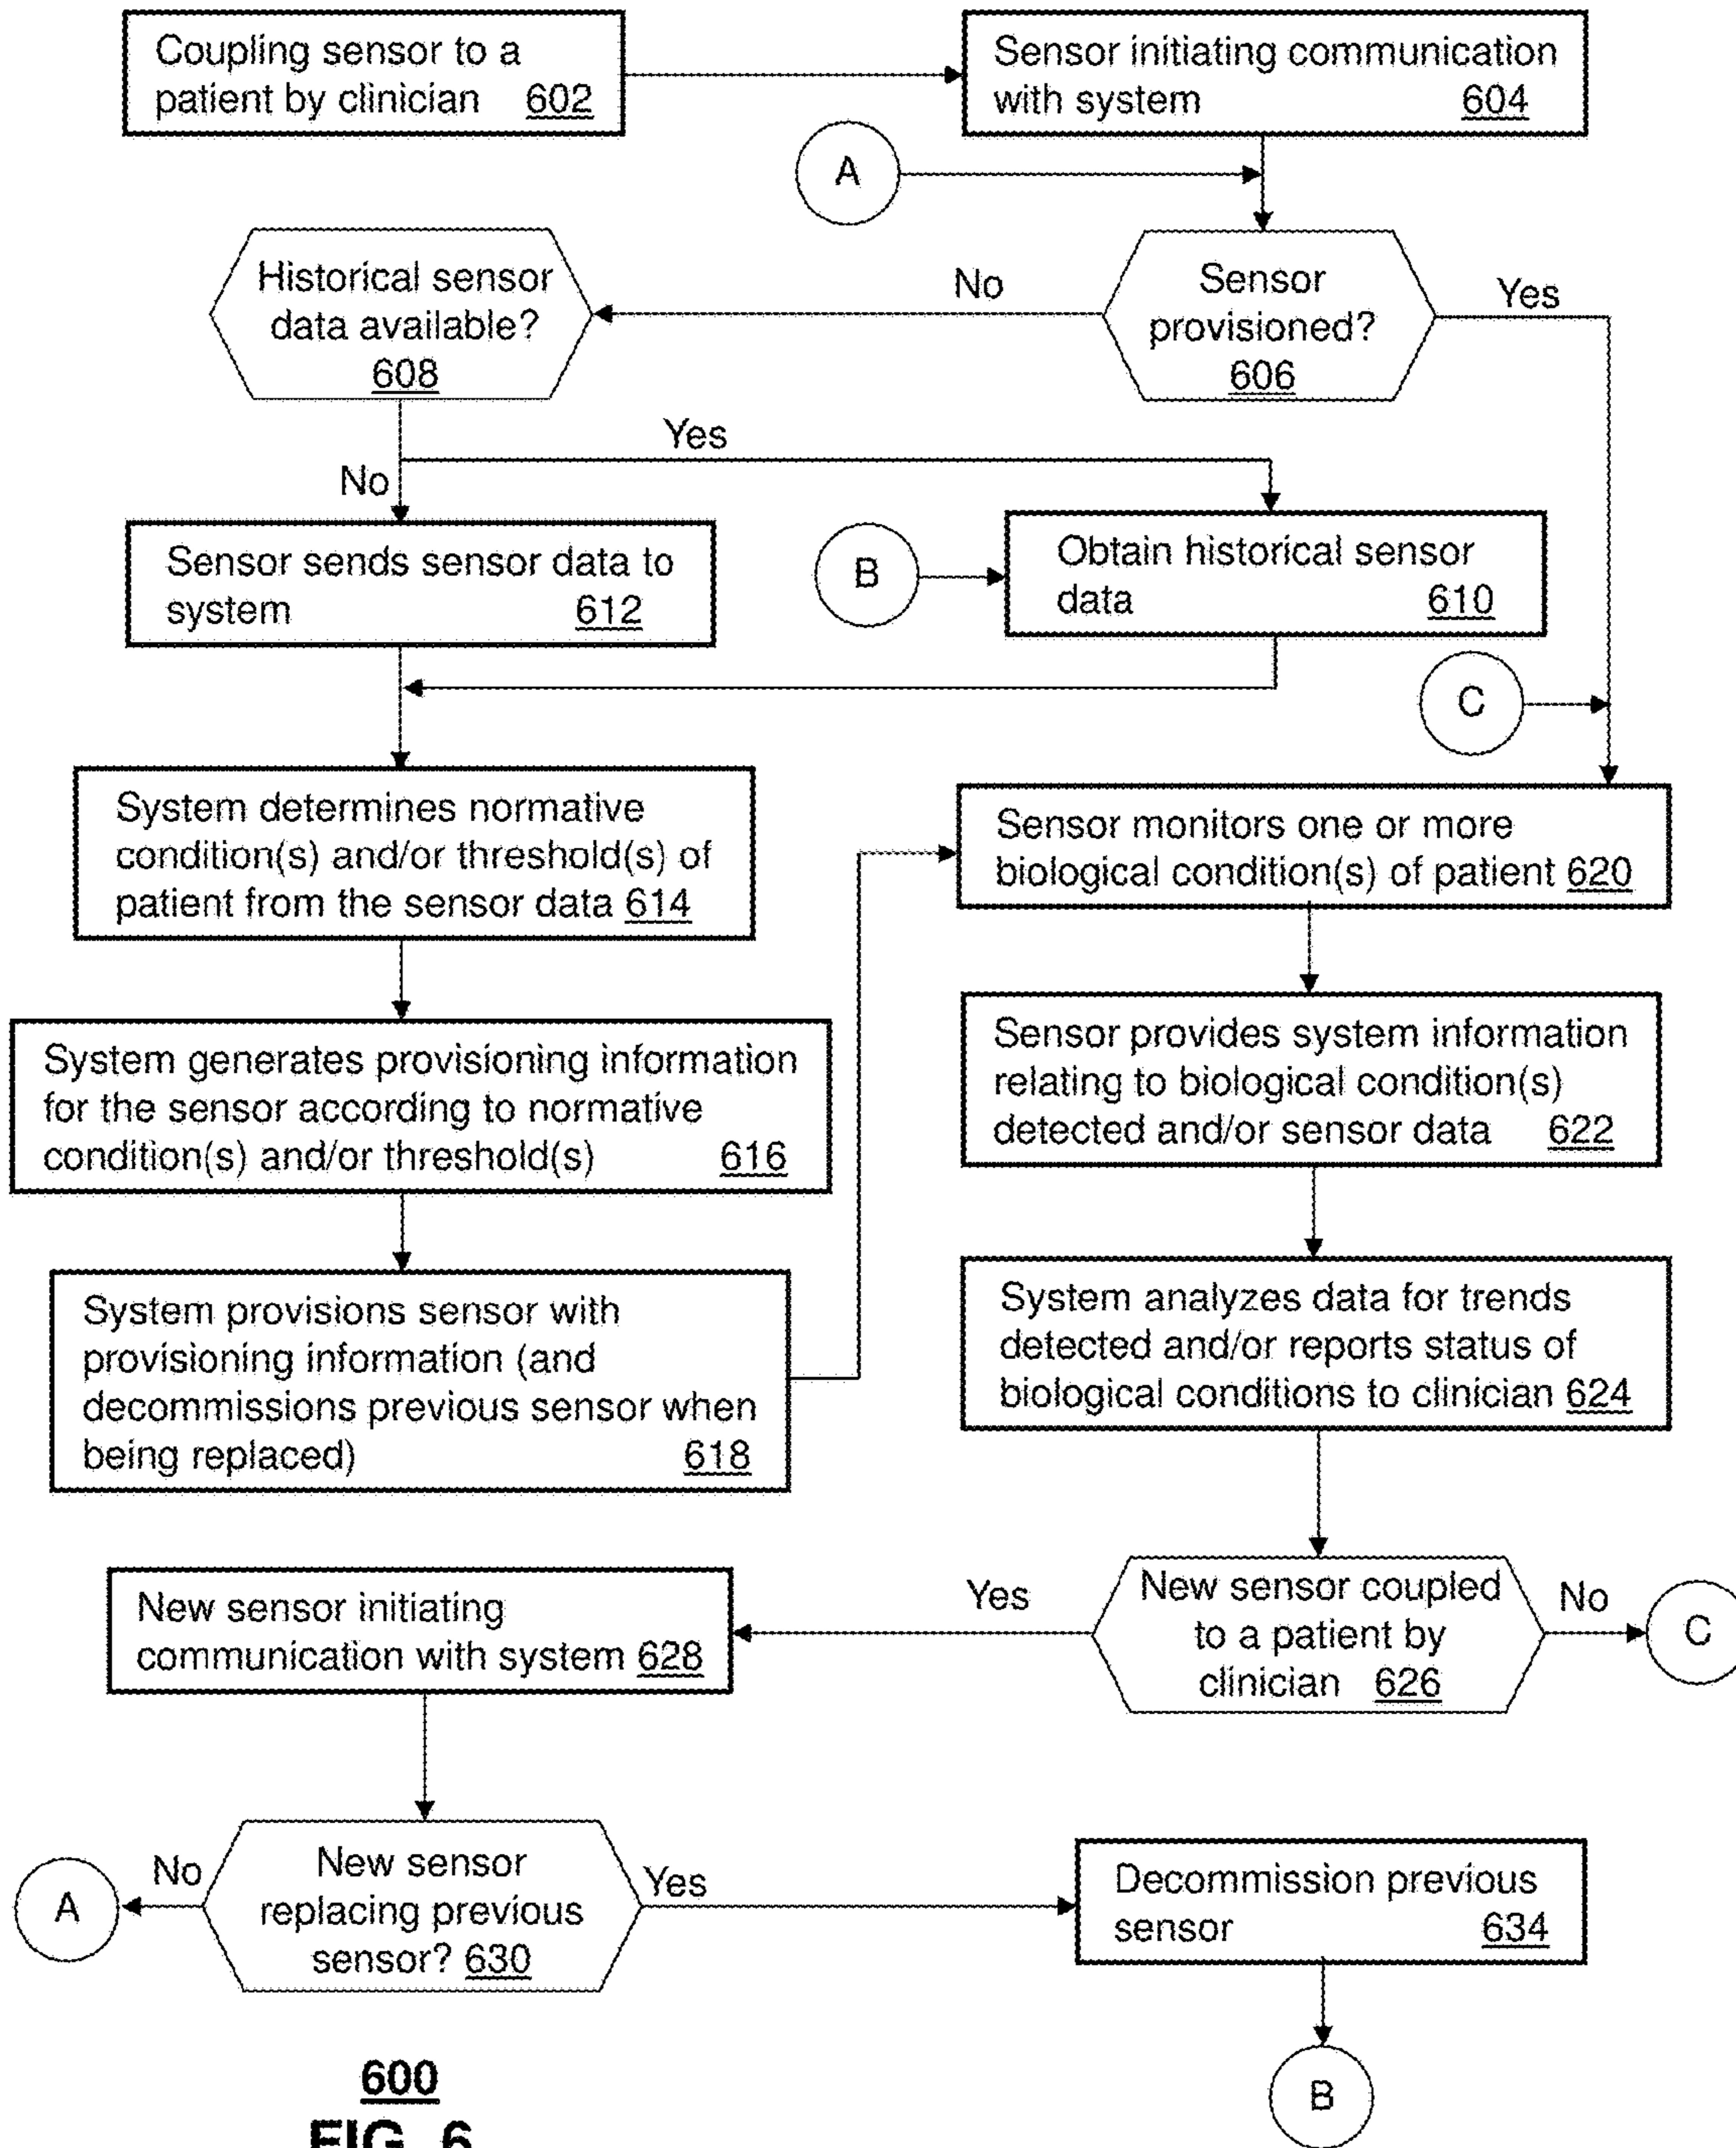 Coupling sensor to a
patient by clinician 602
Sensor initiating communication
with system 604
A
Historical sensor
data available?
608
No
Sensor
provisioned?
606
Yes
Yes
No
Sensor sends sensor data to
system 612
B
Obtain historical sensor
data 610
C
System determines normative
condition(s) and/or threshold(s) of
patient from the sensor data 614
Sensor monitors one or more
biological condition(s) of patient 620
System generates provisioning information
for the sensor according to normative
condition(s) and/or threshold(s) 616
Sensor provides system information
relating to biological condition(s)
detected and/or sensor data 622
System provisions sensor with
provisioning information (and
decommissions previous sensor when
being replaced) 618
System analyzes data for trends
detected and/or reports status of
biological conditions to clinician 624
New sensor initiating
communication with system 628
Yes
New sensor coupled
to a patient by
clinician 626
No
C
A
No
New sensor
replacing previous
sensor? 630
Yes
Decommission previous
sensor 634
B
600
FIG. 6